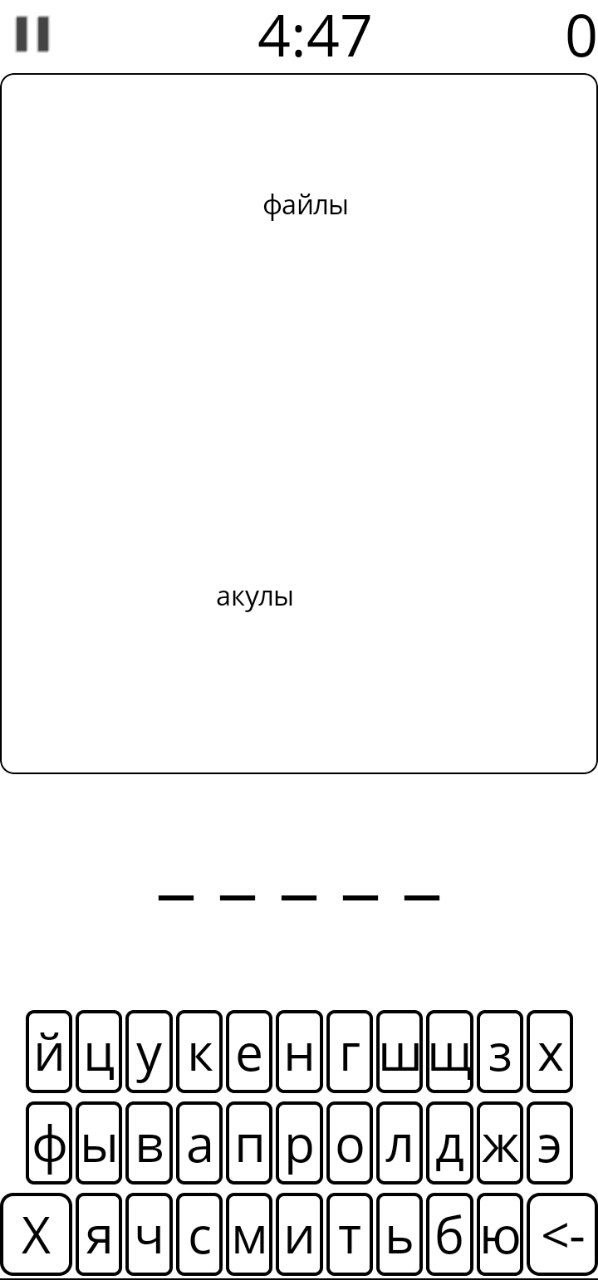 4:47 0
файлы
акулы
_ _ _ _ _
й ц у к е н г ш щ з х
ф ы в а п р о л д ж э
Х я ч с м и т ь б ю <-